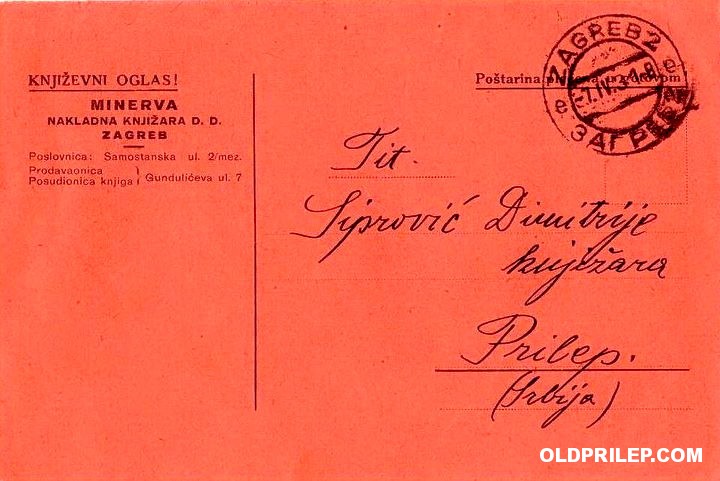 KNJIŽEVNI OGLAS!
MINERVA
NAKLADNA KNJIŽARA D. D.
ZAGREB
Poslovnica: Samostanska ul. 2/mez.
Prodavaonica
Posudionica knjiga
Gundulićeva ul. 7
Poštarina
ZAGREB 2
ЗАГРЕБ
Tit.
Siprović Dimitrije
knjižara
Prilep.
(Srbija)
OLDPRILEP.COM